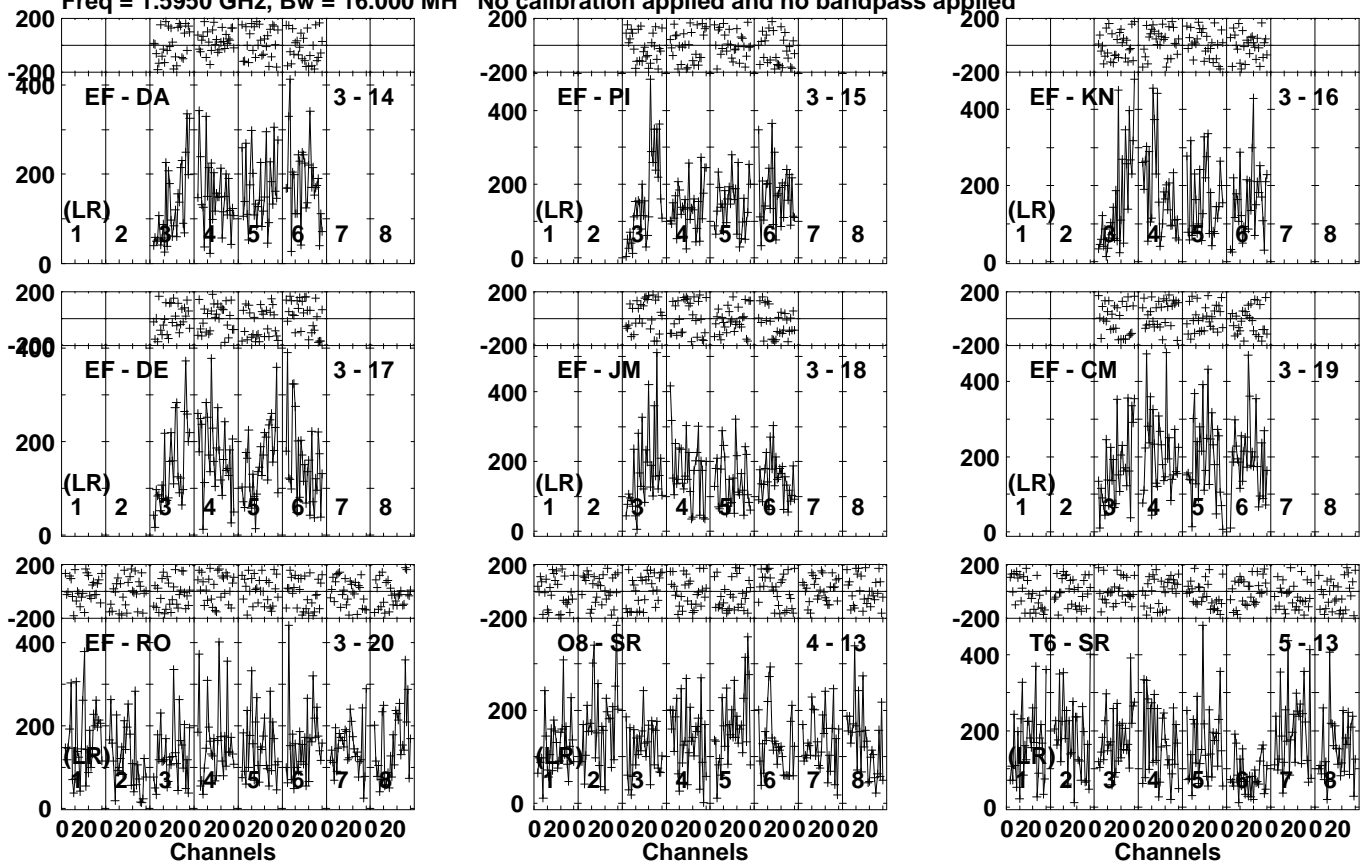 Freq = 1.5950 GHz, Bw = 16.000 MH No calibration applied and no bandpass applied
200 200 200
-200 -200 -200
400 EF - DA 3 - 14
400 EF - PI 3 - 15
400 EF - KN 3 - 16
200 200 200
(LR) (LR) (LR)
1 2 3 4 5 6 7 8
1 2 3 4 5 6 7 8
1 2 3 4 5 6 7 8
0 0 0
200 200 200
-200 -200 -200
400 EF - DE 3 - 17
400 EF - JM 3 - 18
400 EF - CM 3 - 19
200 200 200
(LR) (LR) (LR)
1 2 3 4 5 6 7 8
1 2 3 4 5 6 7 8
1 2 3 4 5 6 7 8
0 0 0
200 200 200
-200 -200 -200
400 EF - RO 3 - 20
400 O8 - SR 4 - 13
400 T6 - SR 5 - 13
200 200 200
(LR) (LR) (LR)
1 2 3 4 5 6 7 8
1 2 3 4 5 6 7 8
1 2 3 4 5 6 7 8
0 0 0
0 20 0 20 0 20 0 20 0 20 0 20 0 20 0 20
0 20 0 20 0 20 0 20 0 20 0 20 0 20 0 20
0 20 0 20 0 20 0 20 0 20 0 20 0 20 0 20
Channels Channels Channels